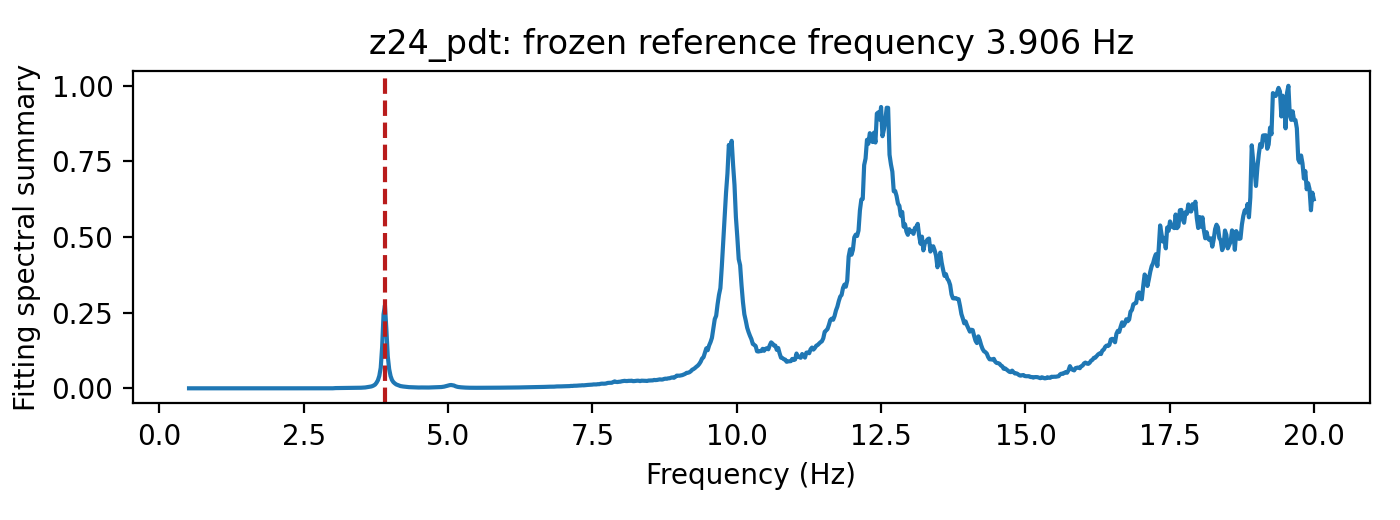 z24_pdt: frozen reference frequency 3.906 Hz
Fitting spectral summary
1.00
0.75
0.50
0.25
0.00
0.0 2.5 5.0 7.5 10.0 12.5 15.0 17.5 20.0
Frequency (Hz)